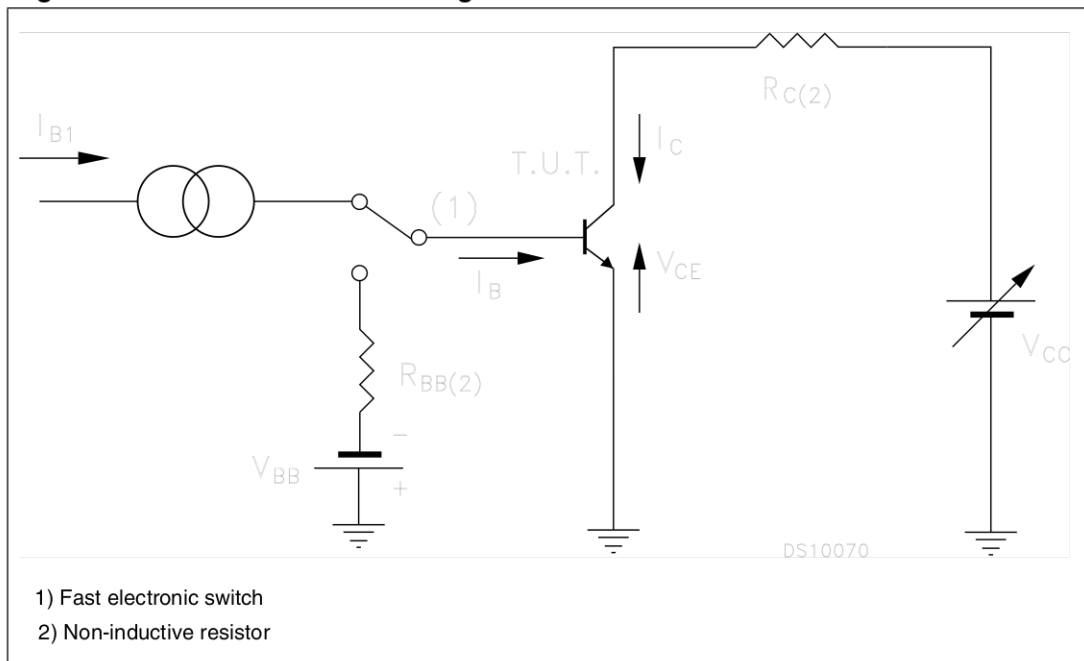 R_C(2)
I_B1
I_C
T.U.T.
(1)
V_CE
I_B
V_CC
R_BB(2)
−
V_BB
+
DS10070
1) Fast electronic switch
2) Non-inductive resistor